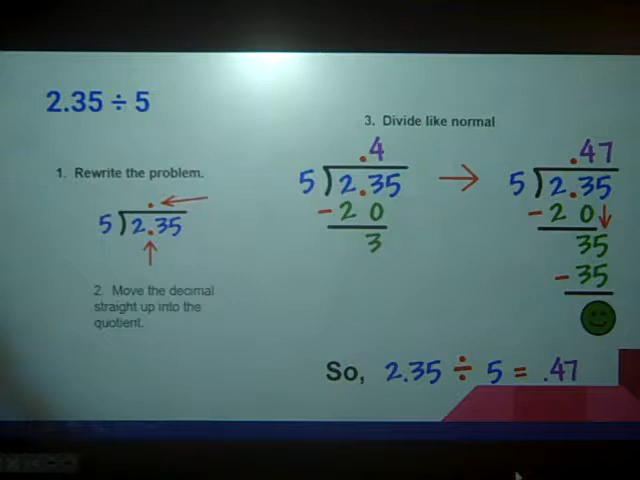 2.35 ÷ 5
1. Rewrite the problem.
.
5 ) 2.35
2. Move the decimal
straight up into the
quotient.
3. Divide like normal
.4
5 ) 2.35
- 2 0
3
→
.47
5 ) 2.35
- 2 0
35
- 35
So, 2.35 ÷ 5 = .47